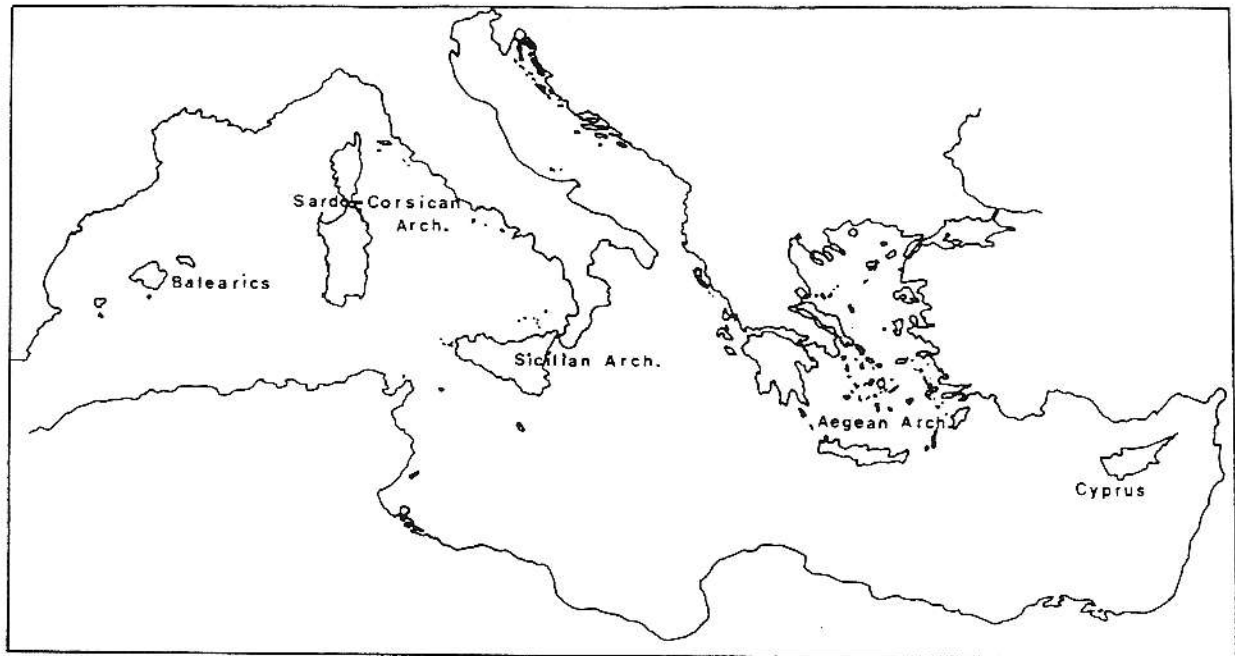 Sardo-Corsican
Arch.
Balearics
Sicilian Arch.
Aegean Arch.
Cyprus